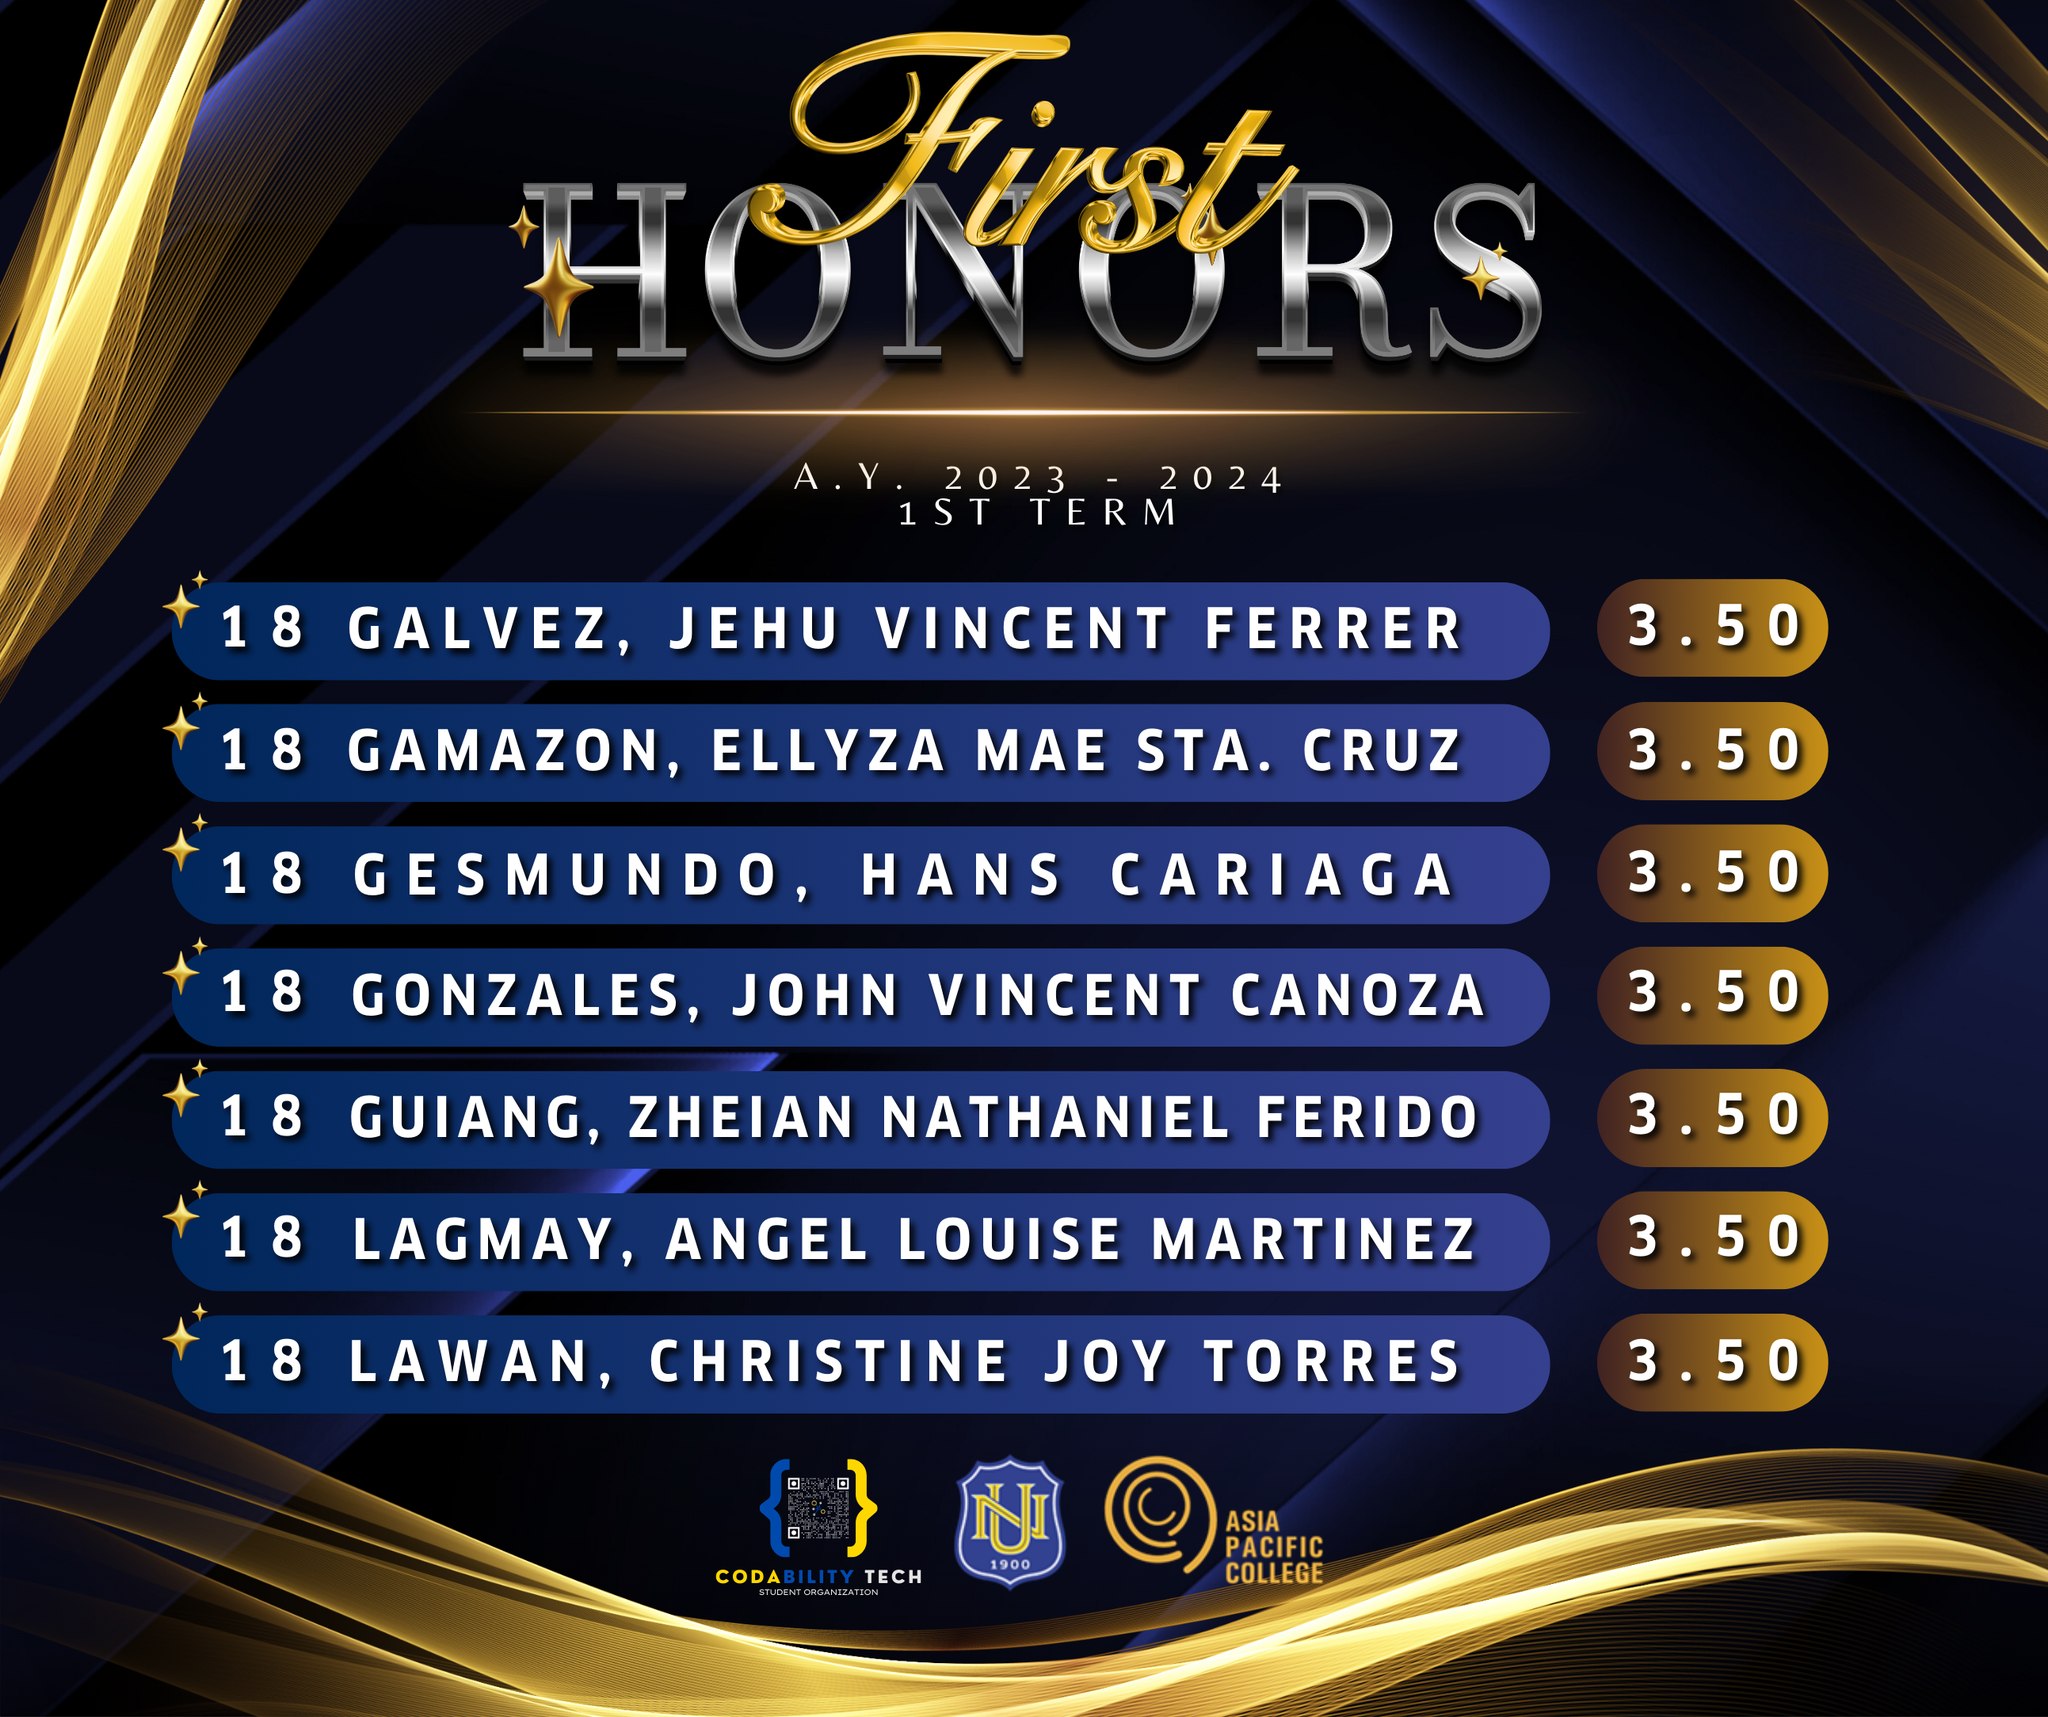 First
HONORS
A.Y. 2023 - 2024
1ST TERM
18 GALVEZ, JEHU VINCENT FERRER 3.50
18 GAMAZON, ELLYZA MAE STA. CRUZ 3.50
18 GESMUNDO, HANS CARIAGA 3.50
18 GONZALES, JOHN VINCENT CANOZA 3.50
18 GUIANG, ZHEIAN NATHANIEL FERIDO 3.50
18 LAGMAY, ANGEL LOUISE MARTINEZ 3.50
18 LAWAN, CHRISTINE JOY TORRES 3.50
CODABILITY TECH
STUDENT ORGANIZATION
NU
1900
ASIA
PACIFIC
COLLEGE